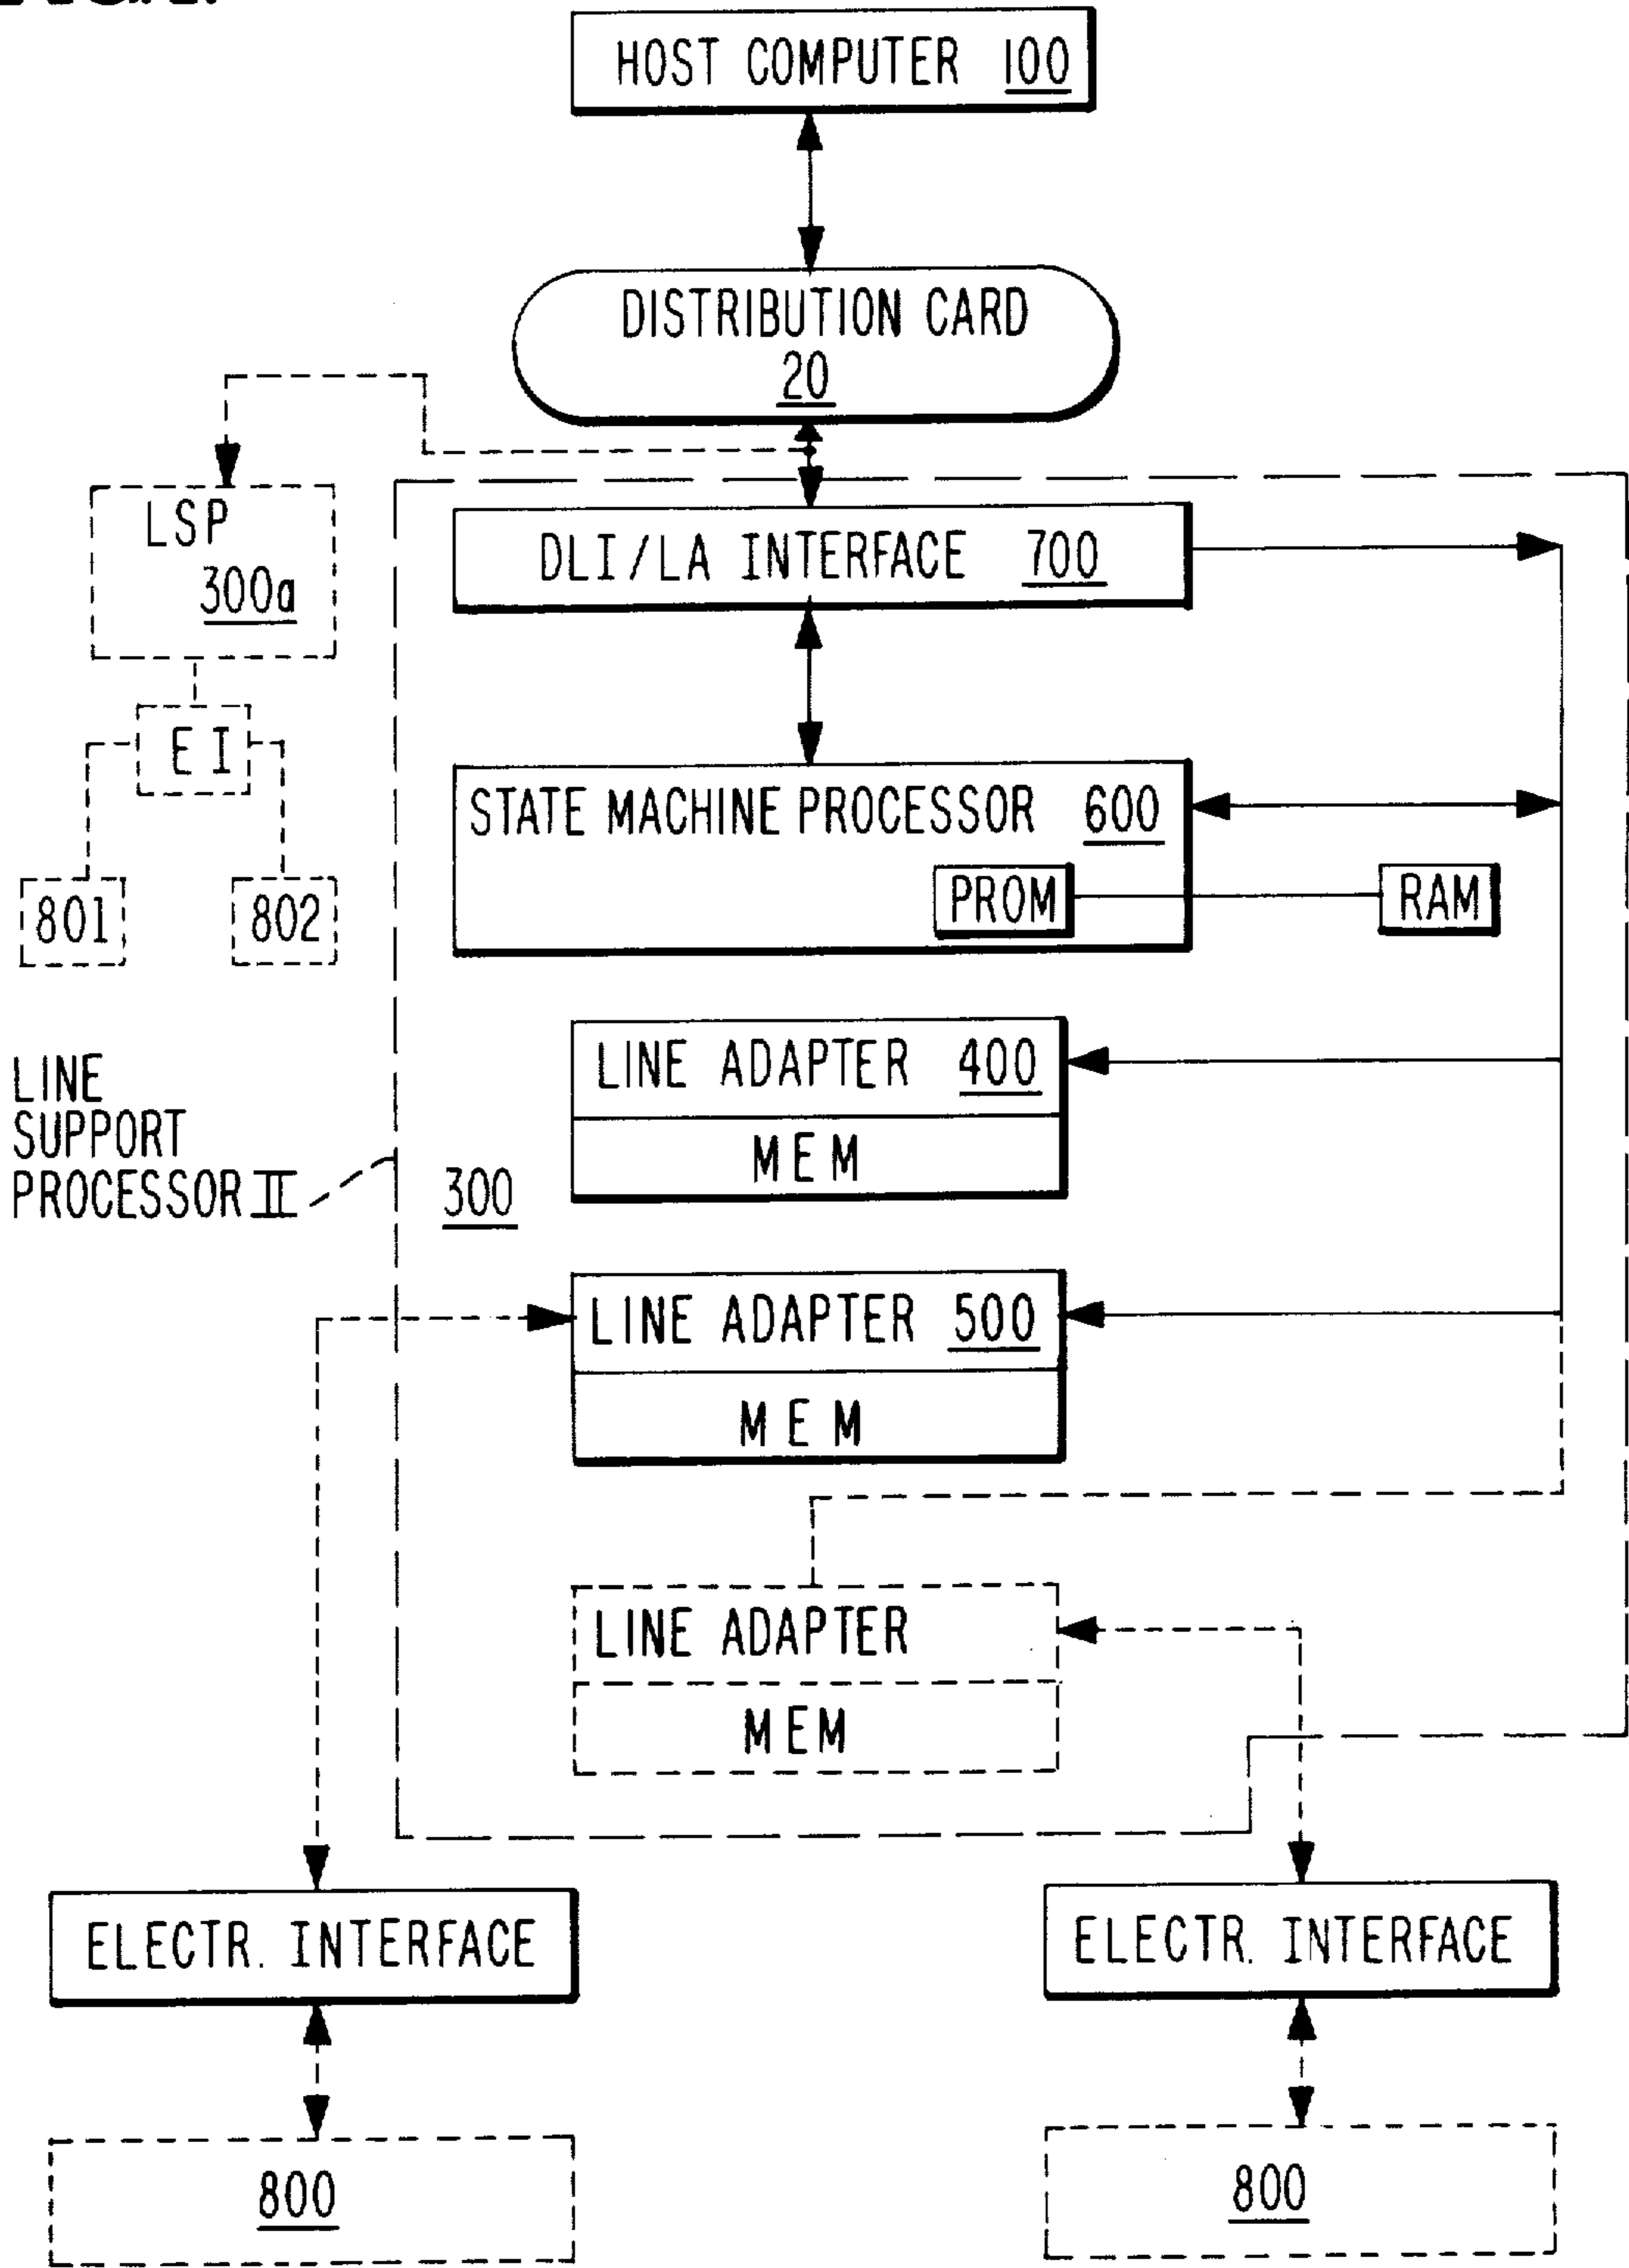 HOST COMPUTER 100
DISTRIBUTION CARD
20
LSP
300a
DLI/LA INTERFACE 700
EI
STATE MACHINE PROCESSOR 600
PROM
RAM
801
802
LINE ADAPTER 400
MEM
LINE
SUPPORT
PROCESSOR II
300
LINE ADAPTER 500
MEM
LINE ADAPTER
MEM
ELECTR. INTERFACE
ELECTR. INTERFACE
800
800